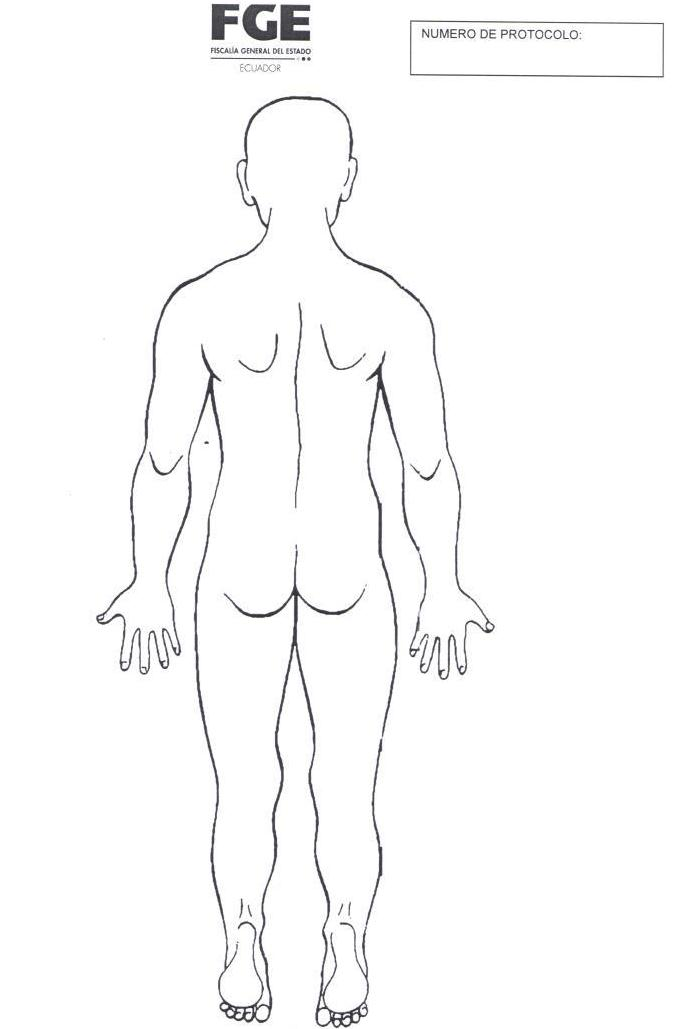 FGE
FISCALÍA GENERAL DEL ESTADO
ECUADOR
NUMERO DE PROTOCOLO: